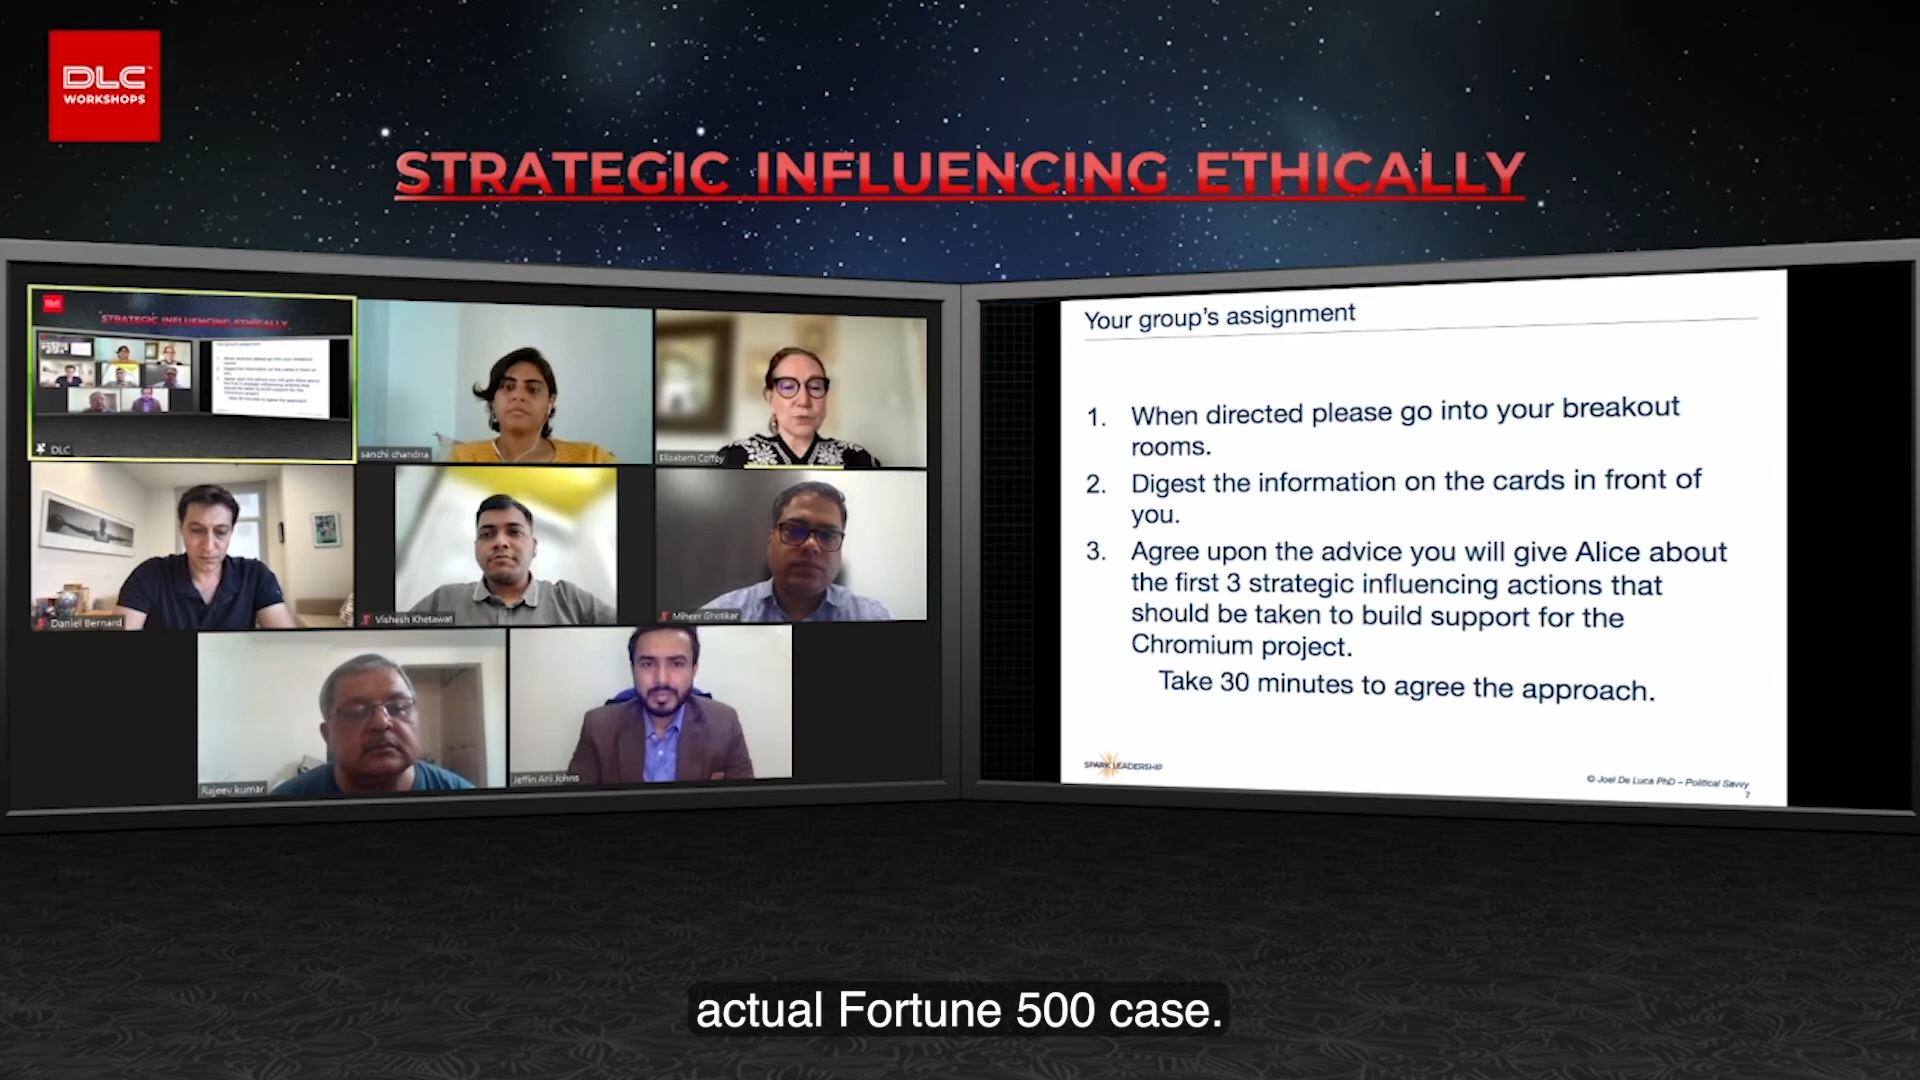 DLC
WORKSHOPS
STRATEGIC INFLUENCING ETHICALLY
STRATEGIC INFLUENCING ETHICALLY
DLC
sanchi chandna
Elizabeth Coffey
Daniel Bernard
Vishesh Khetawat
Miheer Ghotikar
Rajeev kumar
Jeffin Ani Johns
Your group's assignment
1. When directed please go into your breakout
rooms.
2. Digest the information on the cards in front of
you.
3. Agree upon the advice you will give Alice about
the first 3 strategic influencing actions that
should be taken to build support for the
Chromium project.
Take 30 minutes to agree the approach.
SPARK LEADERSHIP
© Joel De Luca PhD – Political Savvy
7
actual Fortune 500 case.